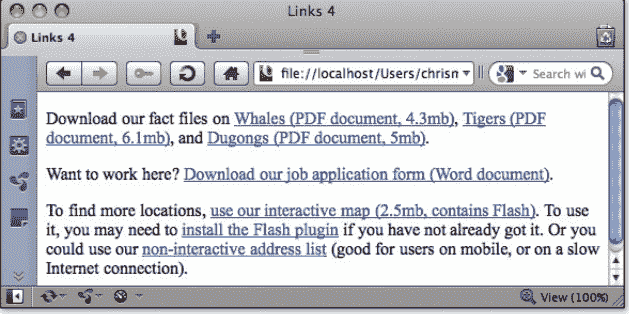 Links 4
Links 4
file://localhost/Users/chrisn
Search wi
Download our fact files on Whales (PDF document, 4.3mb), Tigers (PDF
document, 6.1mb), and Dugongs (PDF document, 5mb).
Want to work here? Download our job application form (Word document).
To find more locations, use our interactive map (2.5mb, contains Flash). To use
it, you may need to install the Flash plugin if you have not already got it. Or you
could use our non-interactive address list (good for users on mobile, or on a slow
Internet connection).
View (100%)